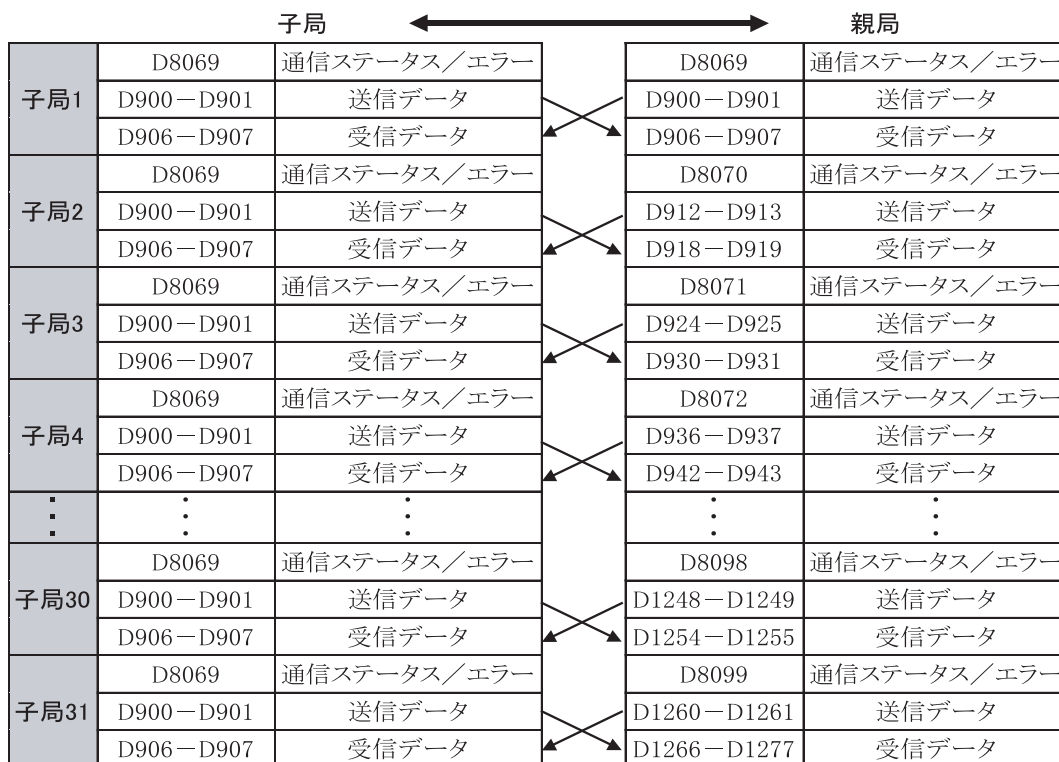 子局 親局
子局1 D8069 通信ステータス／エラー D8069 通信ステータス／エラー
D900－D901 送信データ D900－D901 送信データ
D906－D907 受信データ D906－D907 受信データ
子局2 D8069 通信ステータス／エラー D8070 通信ステータス／エラー
D900－D901 送信データ D912－D913 送信データ
D906－D907 受信データ D918－D919 受信データ
子局3 D8069 通信ステータス／エラー D8071 通信ステータス／エラー
D900－D901 送信データ D924－D925 送信データ
D906－D907 受信データ D930－D931 受信データ
子局4 D8069 通信ステータス／エラー D8072 通信ステータス／エラー
D900－D901 送信データ D936－D937 送信データ
D906－D907 受信データ D942－D943 受信データ
子局30 D8069 通信ステータス／エラー D8098 通信ステータス／エラー
D900－D901 送信データ D1248－D1249 送信データ
D906－D907 受信データ D1254－D1255 受信データ
子局31 D8069 通信ステータス／エラー D8099 通信ステータス／エラー
D900－D901 送信データ D1260－D1261 送信データ
D906－D907 受信データ D1266－D1277 受信データ